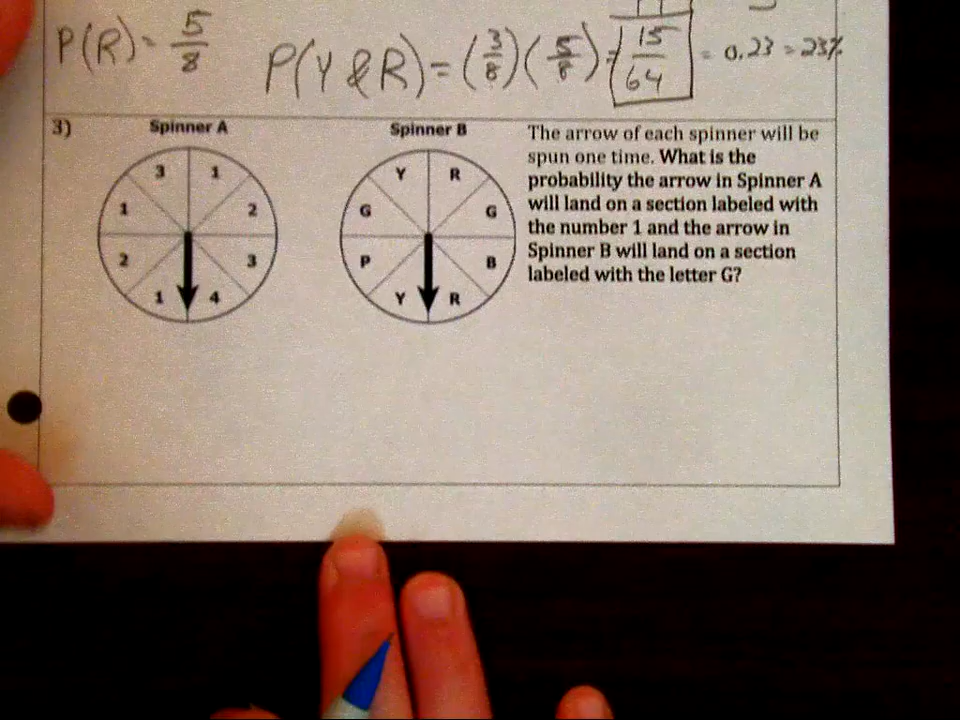 P(R) = 5/8
P(Y & R) = (3/8)(5/8) = 15/64 = 0.23 = 23%
3)
Spinner A
Spinner B
3 1
1 2
2 3
1 4
Y R
G G
P B
Y R
The arrow of each spinner will be
spun one time. What is the
probability the arrow in Spinner A
will land on a section labeled with
the number 1 and the arrow in
Spinner B will land on a section
labeled with the letter G?